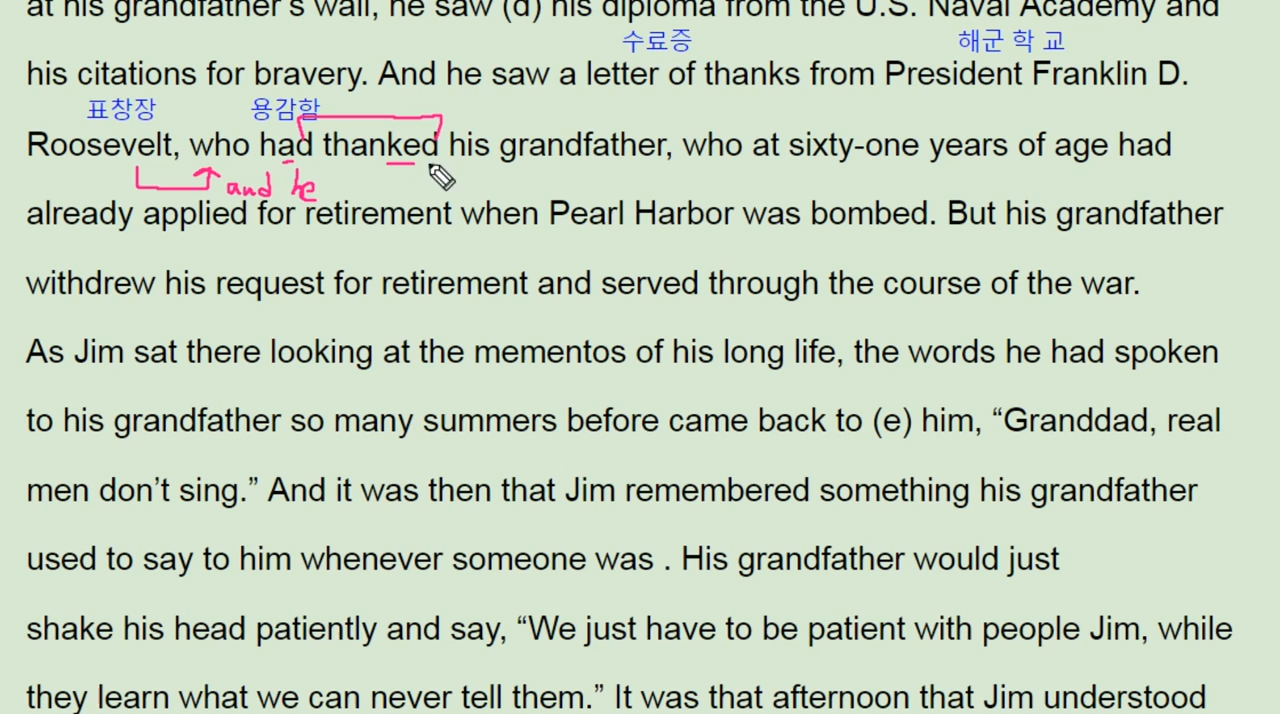 at his grandfather's wall, he saw (d) his diploma from the U.S. Naval Academy and
수료증 해군 학 교
his citations for bravery. And he saw a letter of thanks from President Franklin D.
표창장 용감함
Roosevelt, who had thanked his grandfather, who at sixty-one years of age had
and he
already applied for retirement when Pearl Harbor was bombed. But his grandfather
withdrew his request for retirement and served through the course of the war.
As Jim sat there looking at the mementos of his long life, the words he had spoken
to his grandfather so many summers before came back to (e) him, “Granddad, real
men don’t sing.” And it was then that Jim remembered something his grandfather
used to say to him whenever someone was . His grandfather would just
shake his head patiently and say, “We just have to be patient with people Jim, while
they learn what we can never tell them.” It was that afternoon that Jim understood